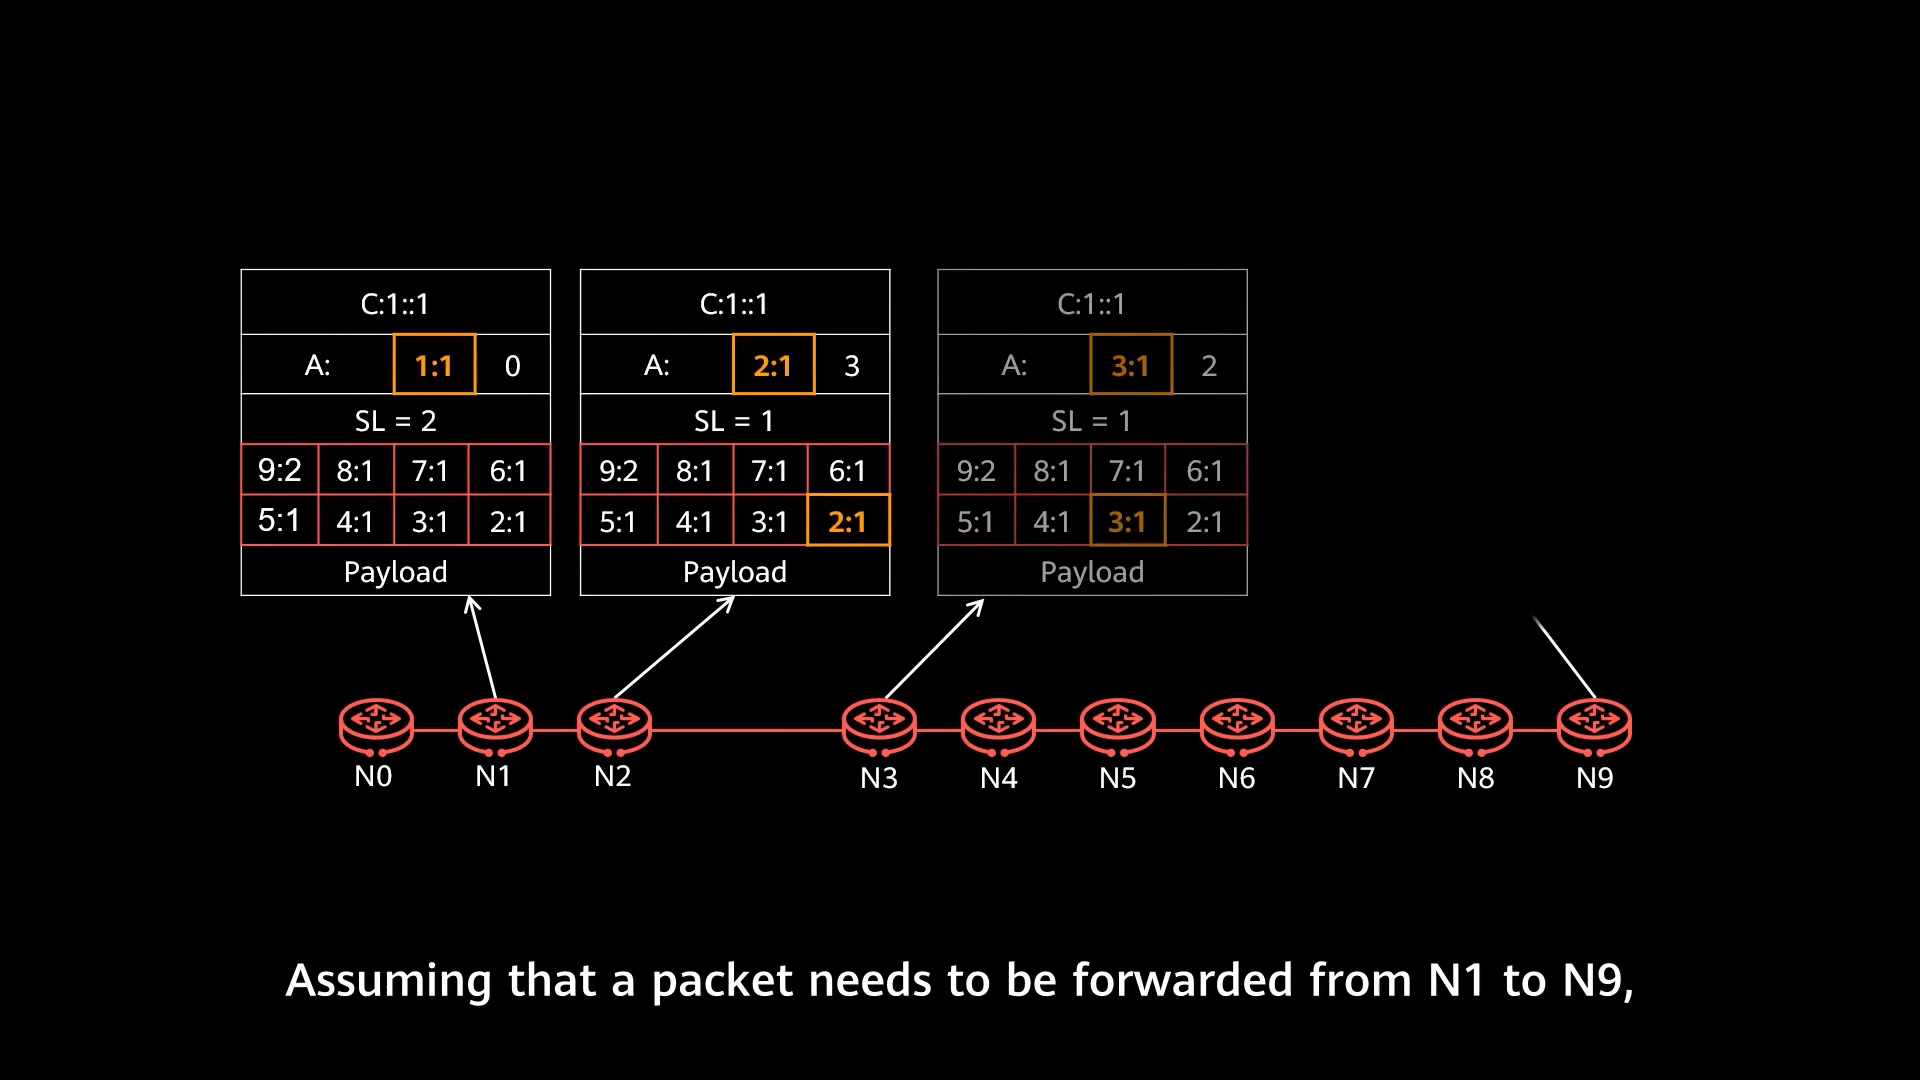 C:1::1
A: 1:1 0
SL = 2
9:2 8:1 7:1 6:1
5:1 4:1 3:1 2:1
Payload
C:1::1
A: 2:1 3
SL = 1
9:2 8:1 7:1 6:1
5:1 4:1 3:1 2:1
Payload
C:1::1
A: 3:1 2
SL = 1
9:2 8:1 7:1 6:1
5:1 4:1 3:1 2:1
Payload
N0 N1 N2 N3 N4 N5 N6 N7 N8 N9
Assuming that a packet needs to be forwarded from N1 to N9,